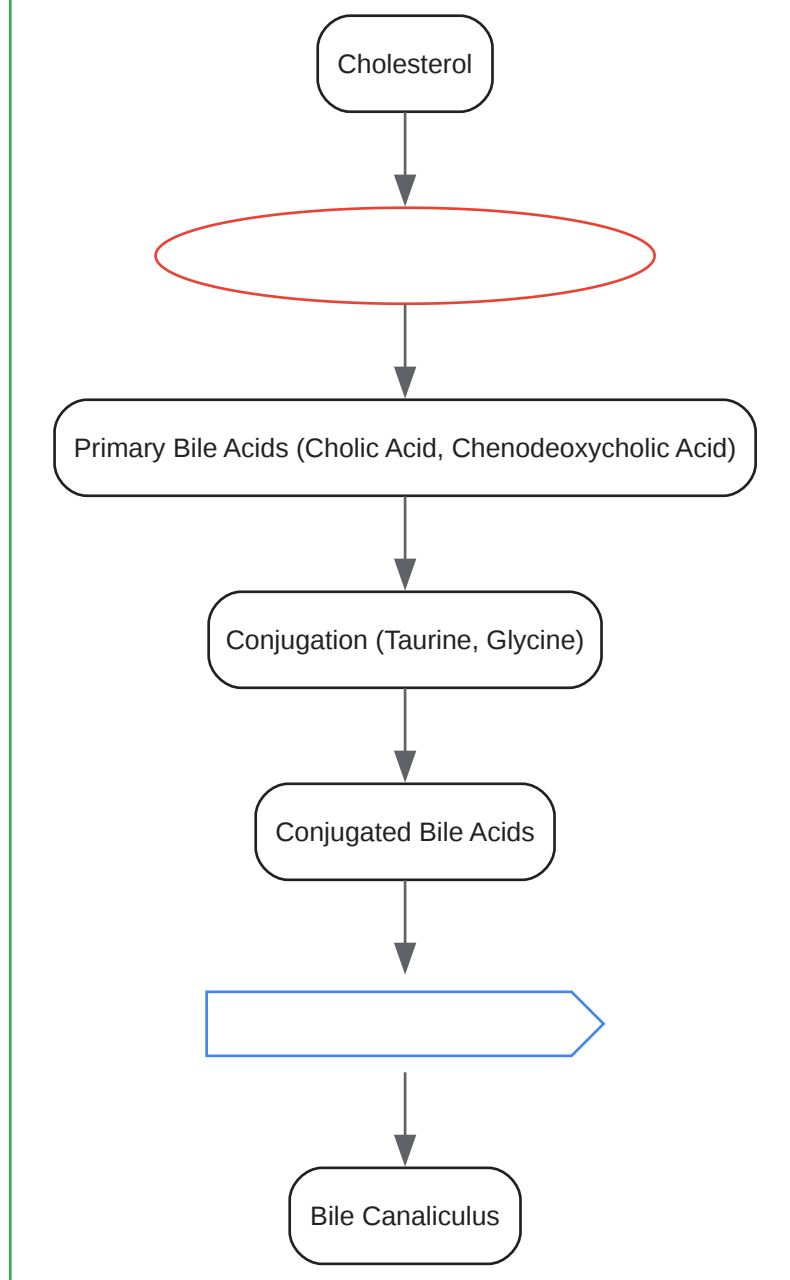 Cholesterol
Primary Bile Acids (Cholic Acid, Chenodeoxycholic Acid)
Conjugation (Taurine, Glycine)
Conjugated Bile Acids
Bile Canaliculus